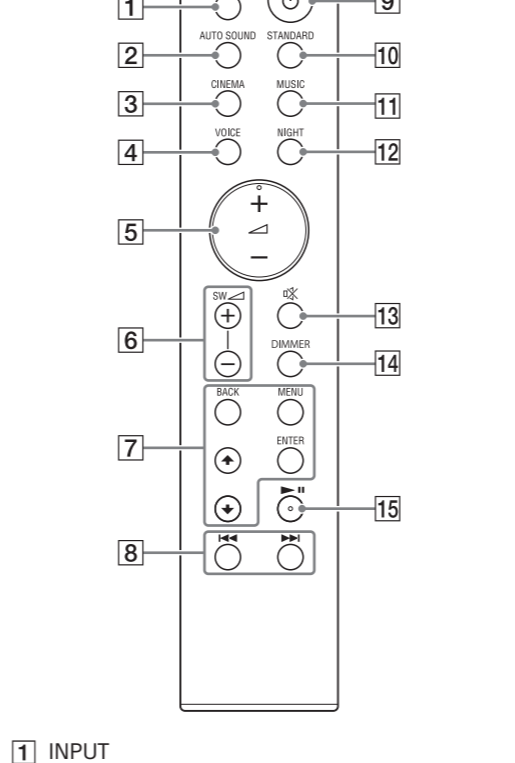 1
9
AUTO SOUND STANDARD
2
10
CINEMA MUSIC
3
11
VOICE NIGHT
4
12
+
5
−
SW
+
13
6
DIMMER
−
14
BACK MENU
7
ENTER
15
8
1 INPUT